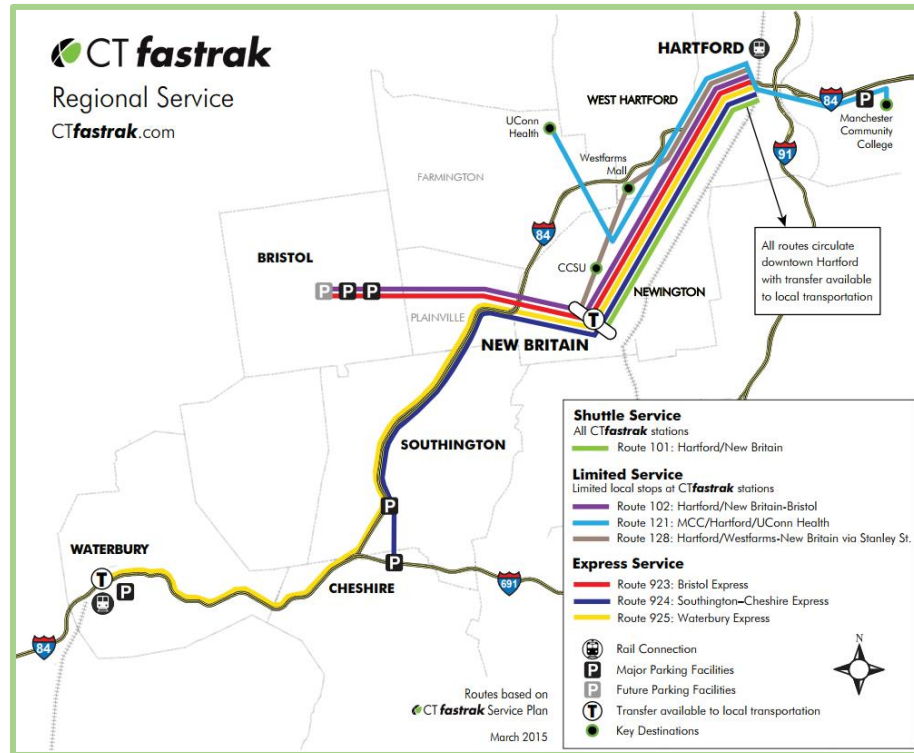 CT fastrak
Regional Service
CTfastrak.com
HARTFORD
WEST HARTFORD
UConn
Health
84
P
Manchester
Community
College
91
Westfarms
Mall
FARMINGTON
84
All routes circulate
downtown Hartford
with transfer available
to local transportation
BRISTOL
CCSU
NEWINGTON
P P P
PLAINVILLE
T
NEW BRITAIN
SOUTHINGTON
P
WATERBURY
T
P
P
CHESHIRE
691
84
Routes based on
CT fastrak Service Plan
March 2015
Shuttle Service
All CTfastrak stations
Route 101: Hartford/New Britain
Limited Service
Limited local stops at CTfastrak stations
Route 102: Hartford/New Britain-Bristol
Route 121: MCC/Hartford/UConn Health
Route 128: Hartford/Westfarms-New Britain via Stanley St.
Express Service
Route 923: Bristol Express
Route 924: Southington–Cheshire Express
Route 925: Waterbury Express
Rail Connection
P Major Parking Facilities
P Future Parking Facilities
T Transfer available to local transportation
Key Destinations
N